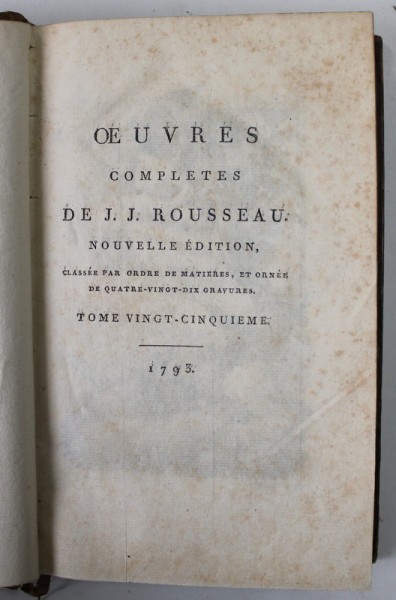 ŒUVRES
COMPLETES
DE J. J. ROUSSEAU.
NOUVELLE ÉDITION,
CLASSÉE PAR ORDRE DE MATIERES, ET ORNÉE
DE QUATRE-VINGT-DIX GRAVURES.
TOME VINGT-CINQUIEME.
1793.